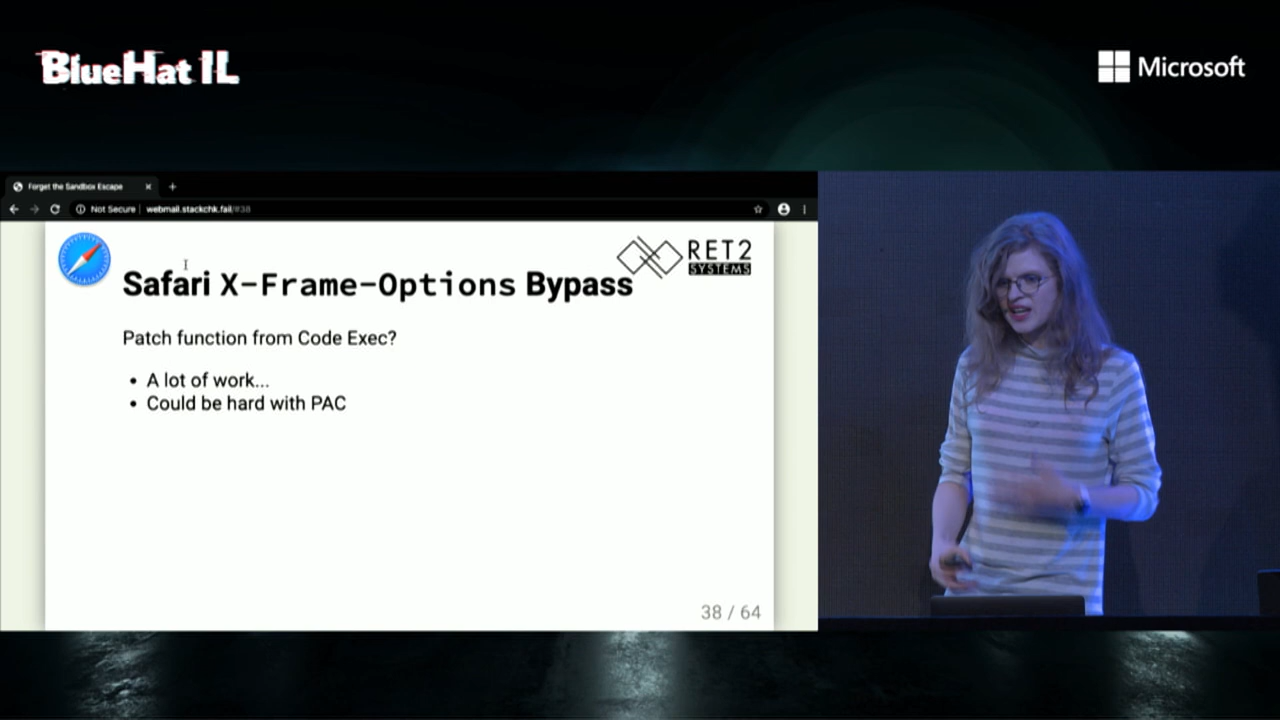 BlueHat IL
Microsoft
Forget the Sandbox Escape
Not Secure | webmail.stackchk.fail/#38
RET2
SYSTEMS
Safari X-Frame-Options Bypass
Patch function from Code Exec?
• A lot of work...
• Could be hard with PAC
38 / 64